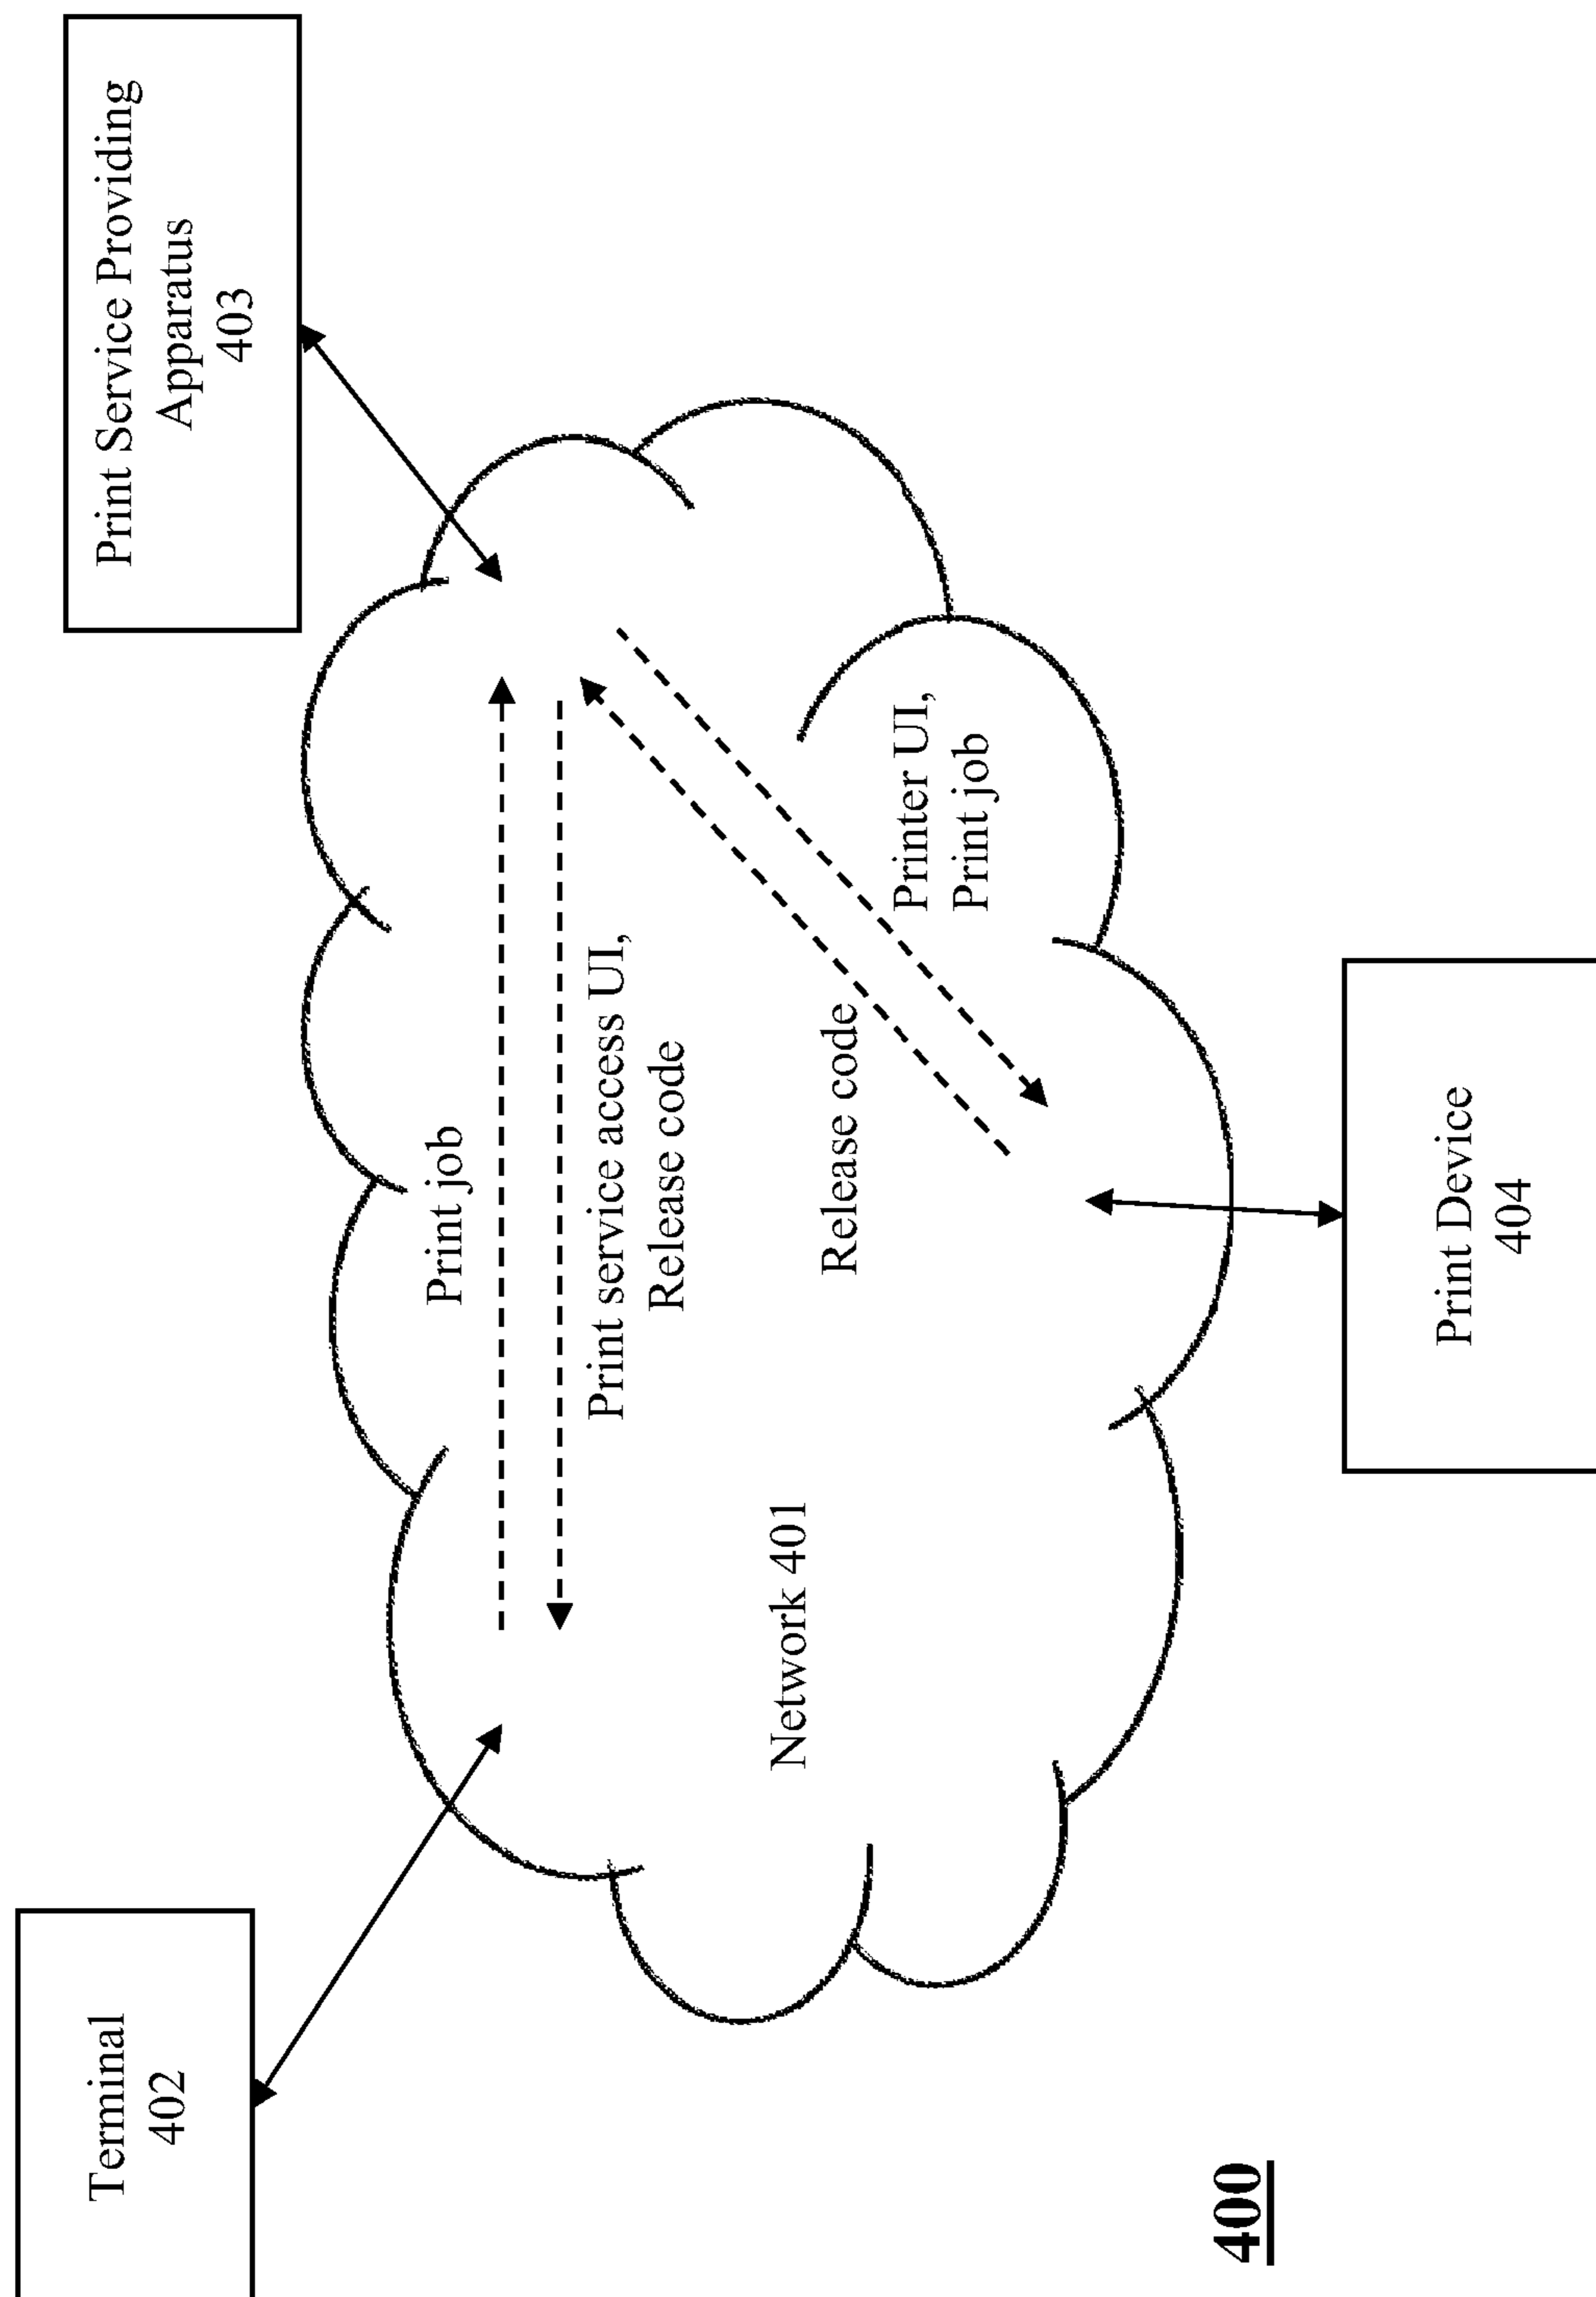 Terminal
402
Print Service Providing
Apparatus
403
Print job
Print service access UI,
Release code
Release code
Printer UI,
Print job
Network 401
Print Device
404
400